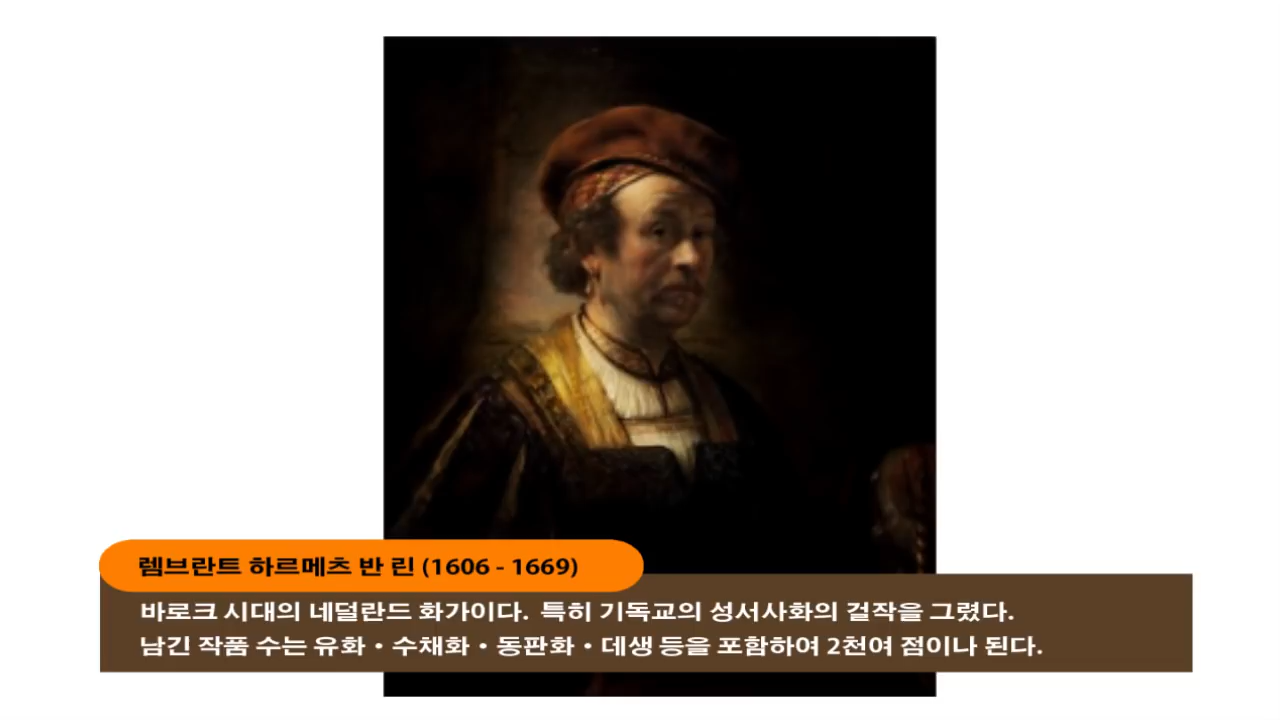 렘브란트 하르메츠 반 린 (1606 - 1669)
바로크 시대의 네덜란드 화가이다. 특히 기독교의 성서사화의 걸작을 그렸다.
남긴 작품 수는 유화 • 수채화 • 동판화 • 데생 등을 포함하여 2천여 점이나 된다.